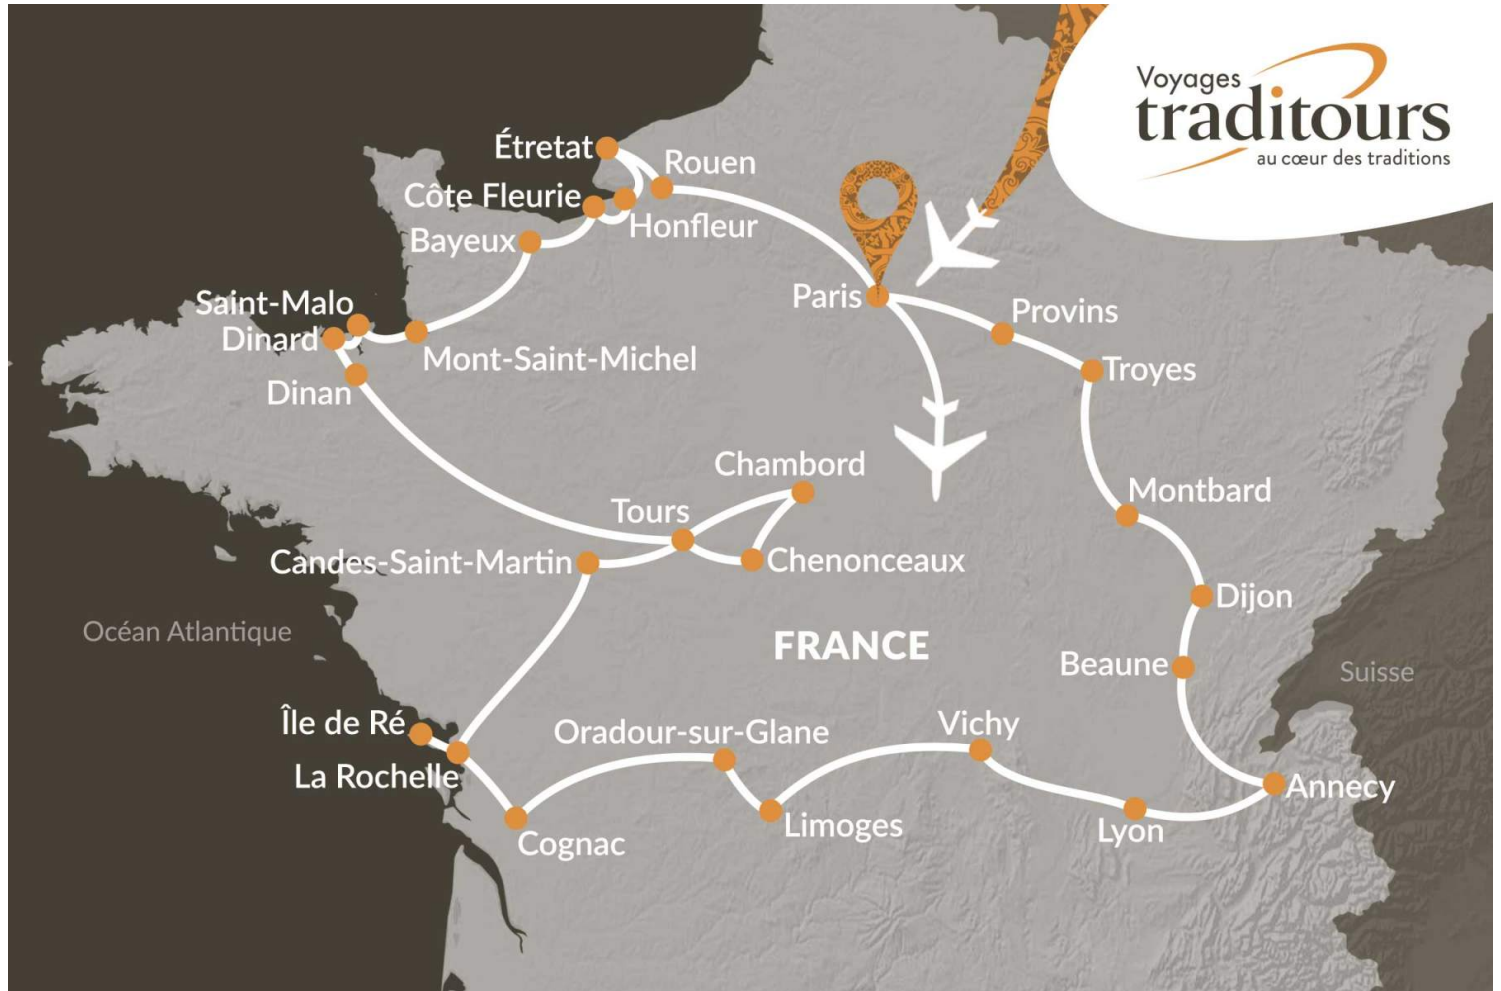 Voyages
traditours
au cœur des traditions
Étretat
Rouen
Côte Fleurie
Honfleur
Bayeux
Paris
Saint-Malo
Provins
Dinard
Mont-Saint-Michel
Troyes
Dinan
Chambord
Montbard
Tours
Candes-Saint-Martin
Chenonceaux
Dijon
Océan Atlantique
FRANCE
Beaune
Suisse
Île de Ré
Oradour-sur-Glane
Vichy
La Rochelle
Annecy
Limoges
Lyon
Cognac